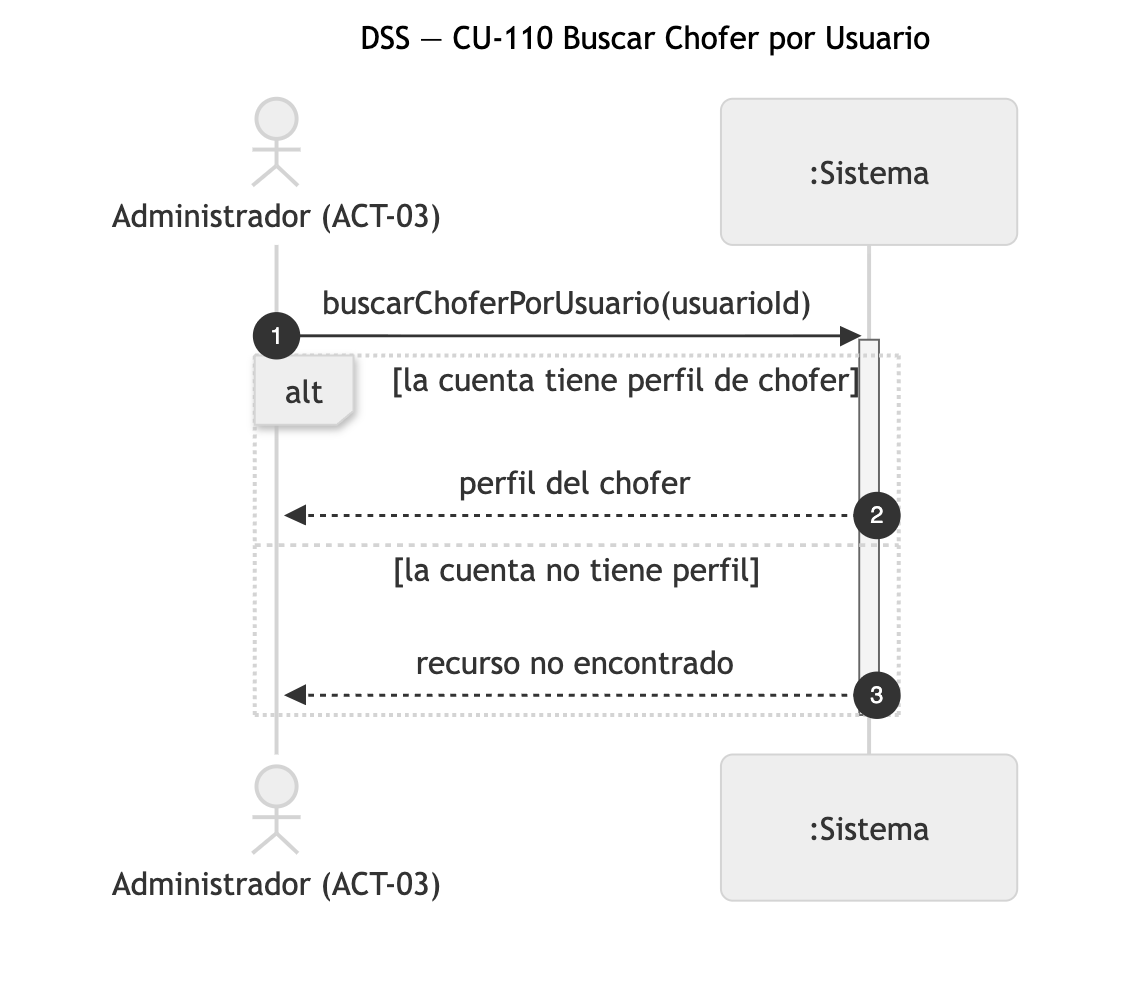 DSS — CU-110 Buscar Chofer por Usuario
Administrador (ACT-03)
:Sistema
buscarChoferPorUsuario(usuarioId)
1
alt
[la cuenta tiene perfil de chofer]
perfil del chofer
2
[la cuenta no tiene perfil]
recurso no encontrado
3
Administrador (ACT-03)
:Sistema